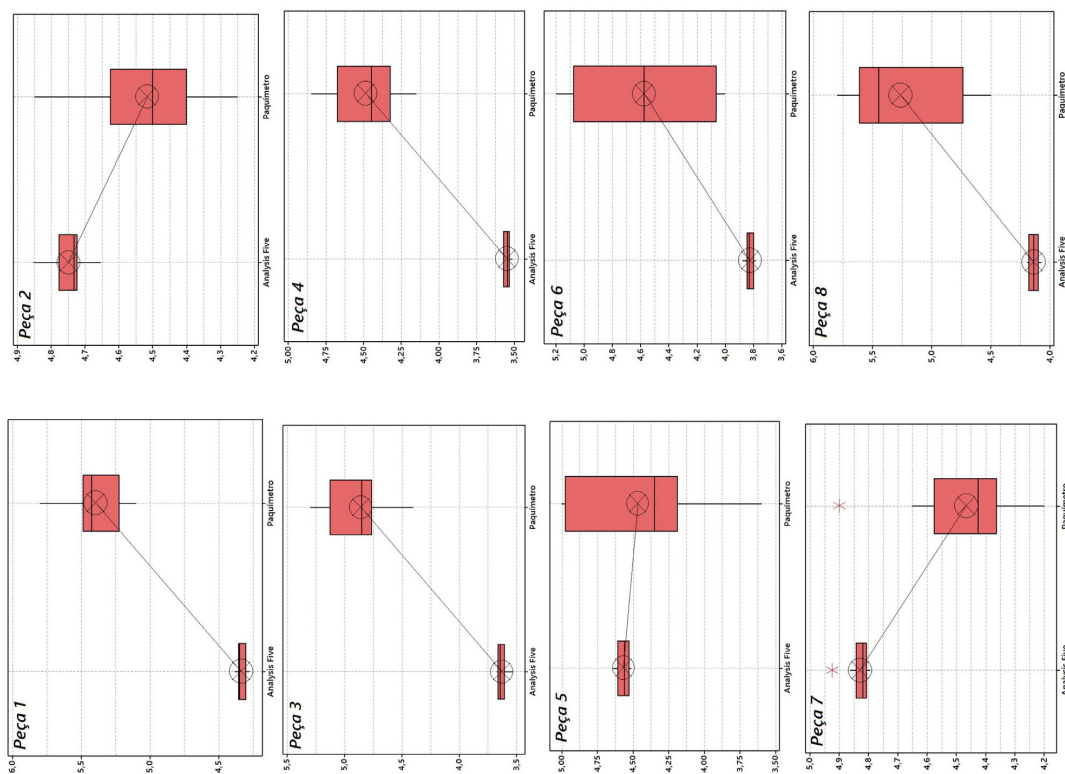 Peça 1
6,0
5,5
5,0
4,5
Analysis Five
Paquímetro
Peça 2
4,9
4,8
4,7
4,6
4,5
4,4
4,3
4,2
Analysis Five
Paquímetro
Peça 3
5,5
5,0
4,5
4,0
3,5
Analysis Five
Paquímetro
Peça 4
5,00
4,75
4,50
4,25
4,00
3,75
3,50
Analysis Five
Paquímetro
Peça 5
5,00
4,75
4,50
4,25
4,00
3,75
3,50
Analysis Five
Paquímetro
Peça 6
5,2
5,0
4,8
4,6
4,4
4,2
4,0
3,8
3,6
Analysis Five
Paquímetro
Peça 7
5,0
4,9
4,8
4,7
4,6
4,5
4,4
4,3
4,2
Analysis Five
Paquímetro
Peça 8
6,0
5,5
5,0
4,5
4,0
Analysis Five
Paquímetro